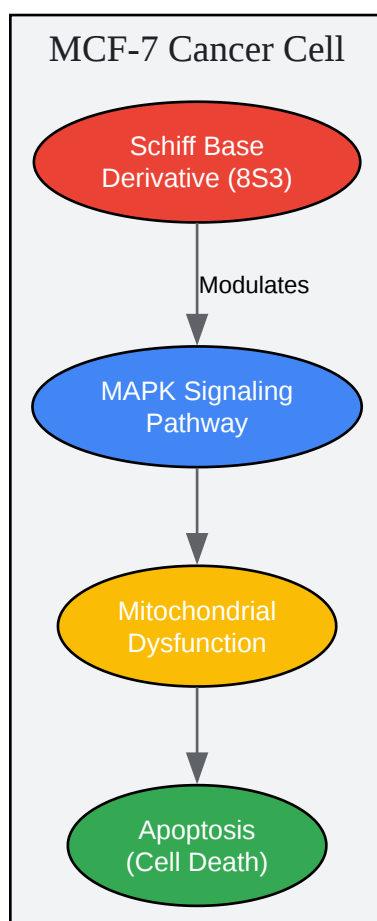 MCF-7 Cancer Cell
Schiff Base
Derivative (8S3)
Modulates
MAPK Signaling
Pathway
Mitochondrial
Dysfunction
Apoptosis
(Cell Death)